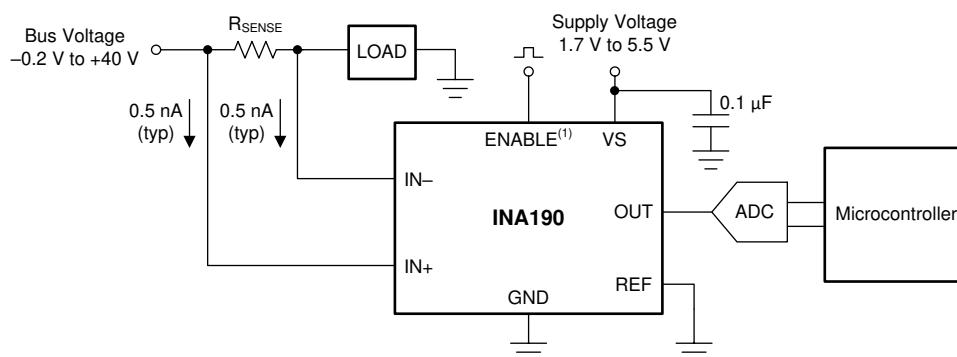 Bus Voltage
–0.2 V to +40 V
RSENSE
LOAD
Supply Voltage
1.7 V to 5.5 V
0.5 nA
(typ)
0.5 nA
(typ)
0.1 µF
ENABLE(1)
VS
IN–
INA190
OUT
ADC
Microcontroller
IN+
REF
GND